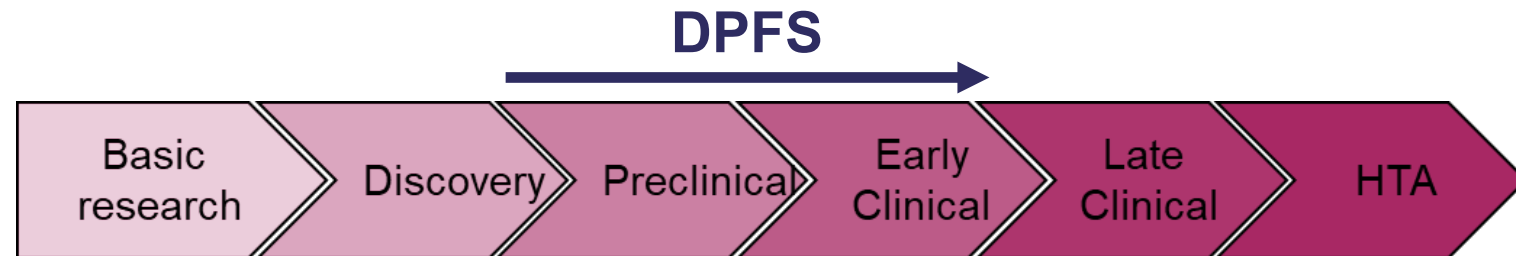 DPFS
Basic
research
Discovery
Preclinical
Early
Clinical
Late
Clinical
HTA